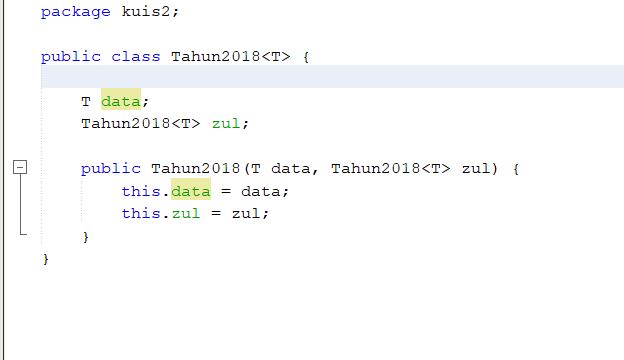 package kuis2;
public class Tahun2018<T> {
T data;
Tahun2018<T> zul;
public Tahun2018(T data, Tahun2018<T> zul) {
this.data = data;
this.zul = zul;
}
}